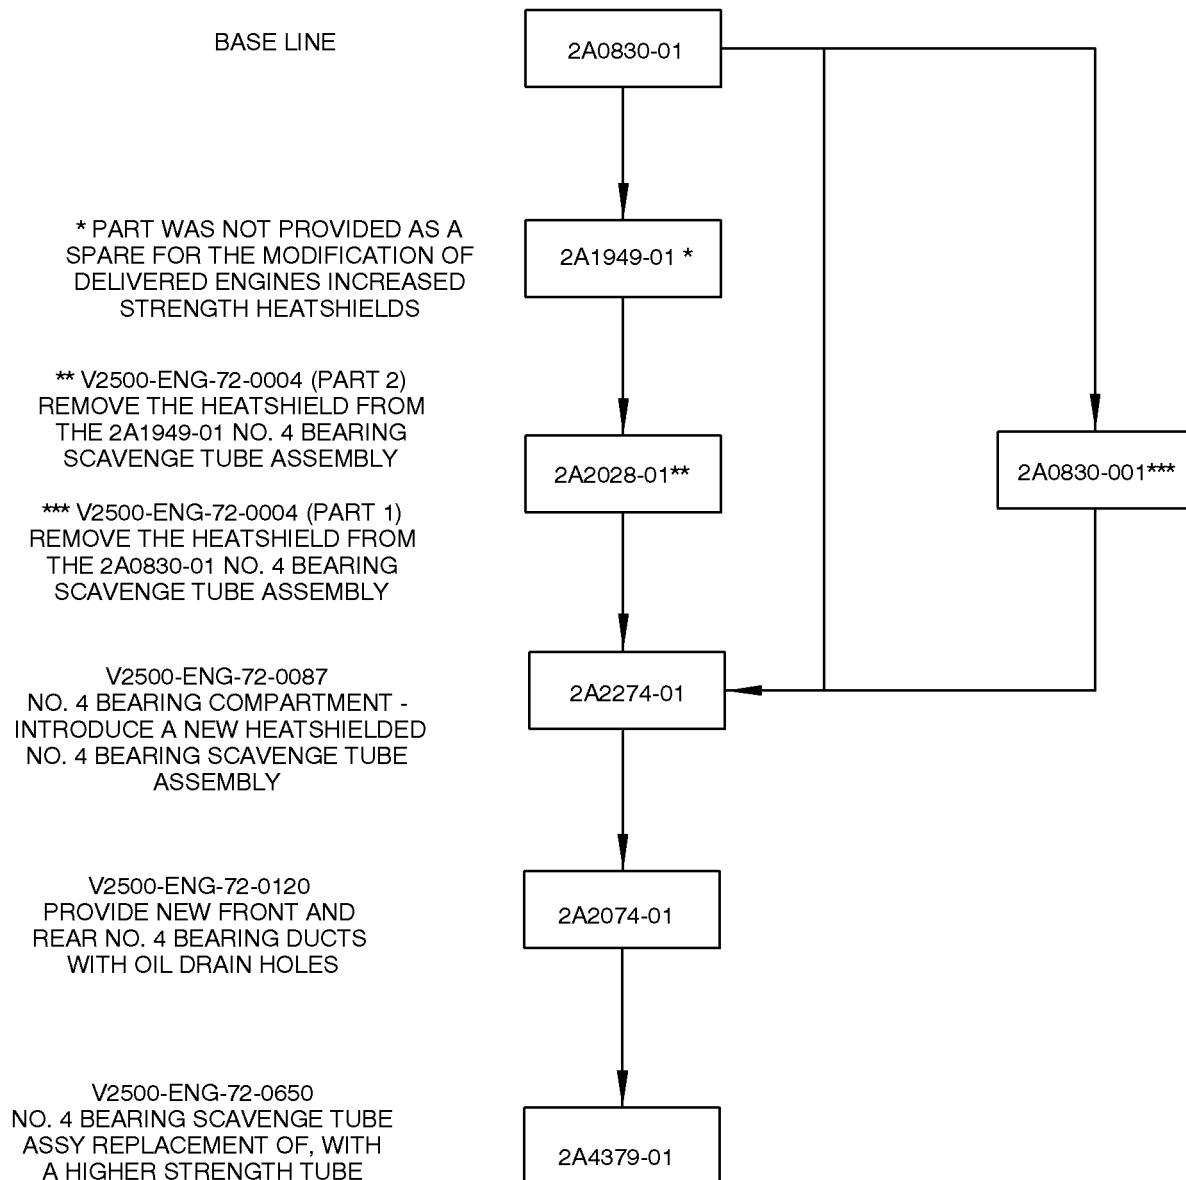 BASE LINE
2A0830-01
* PART WAS NOT PROVIDED AS A
SPARE FOR THE MODIFICATION OF
DELIVERED ENGINES INCREASED
STRENGTH HEATSHIELDS
2A1949-01 *
** V2500-ENG-72-0004 (PART 2)
REMOVE THE HEATSHIELD FROM
THE 2A1949-01 NO. 4 BEARING
SCAVENGE TUBE ASSEMBLY
2A2028-01**
2A0830-001***
*** V2500-ENG-72-0004 (PART 1)
REMOVE THE HEATSHIELD FROM
THE 2A0830-01 NO. 4 BEARING
SCAVENGE TUBE ASSEMBLY
V2500-ENG-72-0087
NO. 4 BEARING COMPARTMENT -
INTRODUCE A NEW HEATSHIELDED
NO. 4 BEARING SCAVENGE TUBE
ASSEMBLY
2A2274-01
V2500-ENG-72-0120
PROVIDE NEW FRONT AND
REAR NO. 4 BEARING DUCTS
WITH OIL DRAIN HOLES
2A2074-01
V2500-ENG-72-0650
NO. 4 BEARING SCAVENGE TUBE
ASSY REPLACEMENT OF, WITH
A HIGHER STRENGTH TUBE
2A4379-01